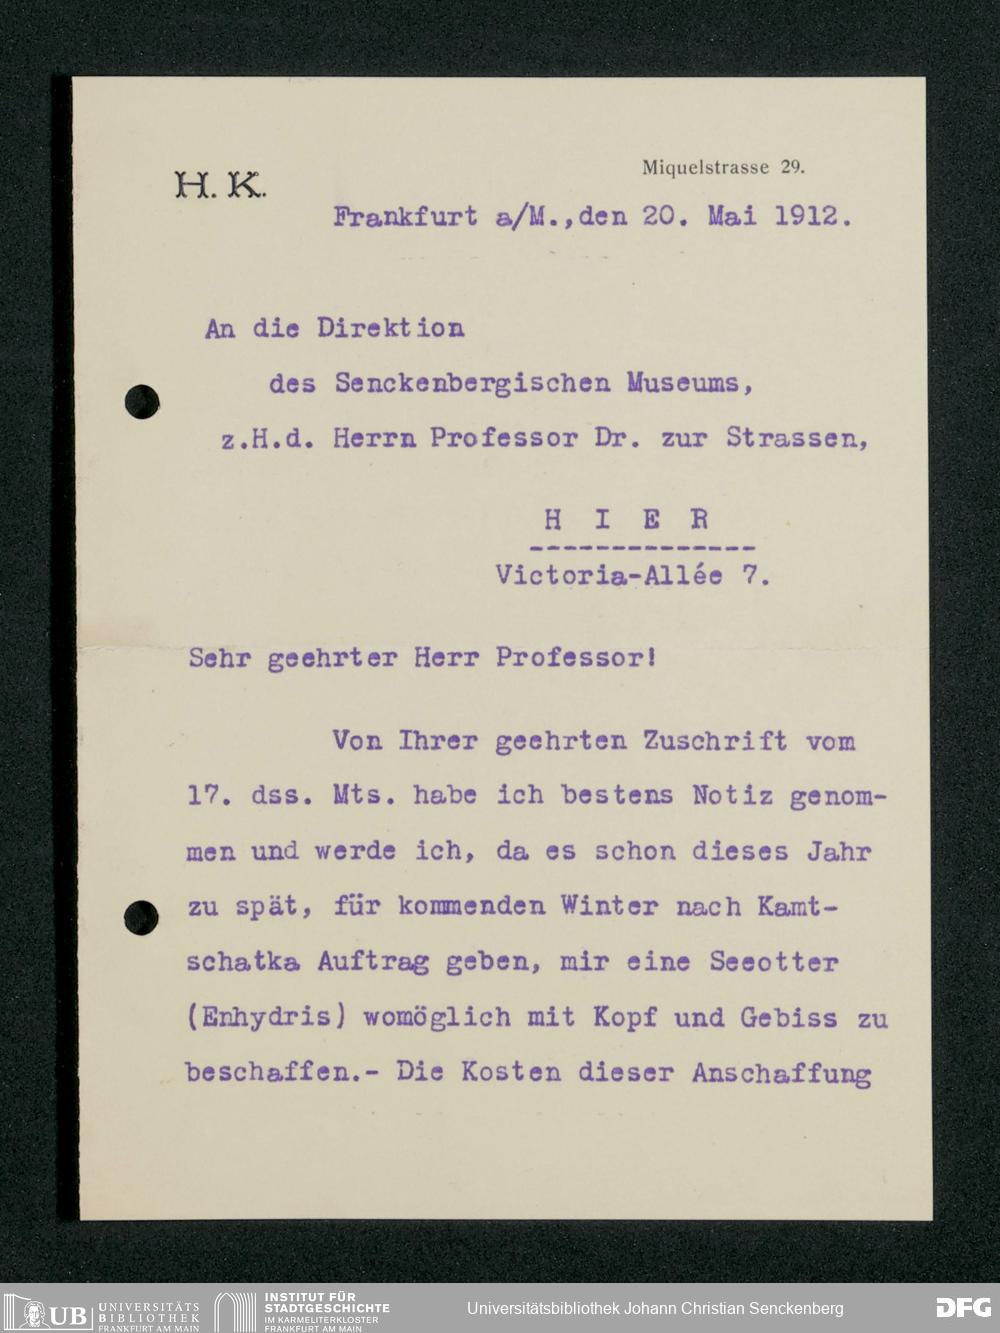 H. K.
Miquelstrasse 29.
Frankfurt a/M.,den 20. Mai 1912.
An die Direktion
des Senckenbergischen Museums,
z.H.d. Herrn Professor Dr. zur Strassen,
H I E R
--------------
Victoria-Allée 7.
Sehr geehrter Herr Professor!
Von Ihrer geehrten Zuschrift vom
17. dss. Mts. habe ich bestens Notiz genom-
men und werde ich, da es schon dieses Jahr
zu spät, für kommenden Winter nach Kamt-
schatka Auftrag geben, mir eine Seeotter
(Enhydris) womöglich mit Kopf und Gebiss zu
beschaffen.- Die Kosten dieser Anschaffung
UB UNIVERSITÄTS
BIBLIOTHEK
FRANKFURT AM MAIN
INSTITUT FÜR
STADTGESCHICHTE
IM KARMELITERKLOSTER
FRANKFURT AM MAIN
Universitätsbibliothek Johann Christian Senckenberg
DFG